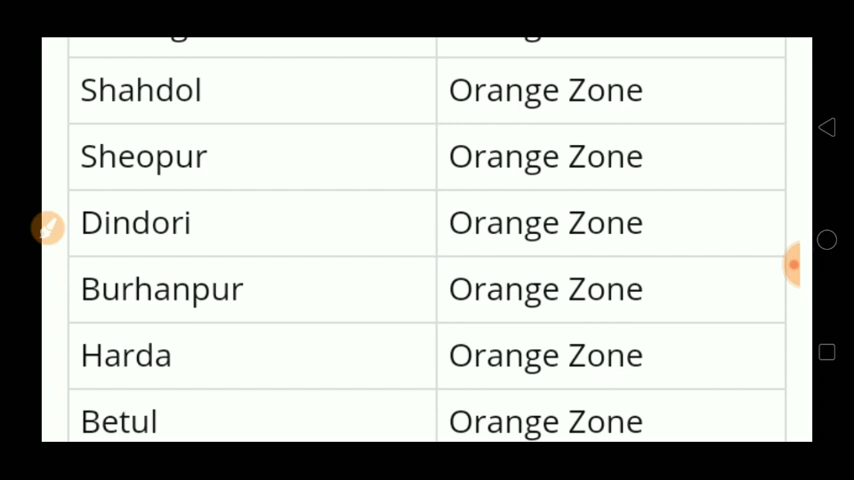 Shahdol Orange Zone
Sheopur Orange Zone
Dindori Orange Zone
Burhanpur Orange Zone
Harda Orange Zone
Betul Orange Zone